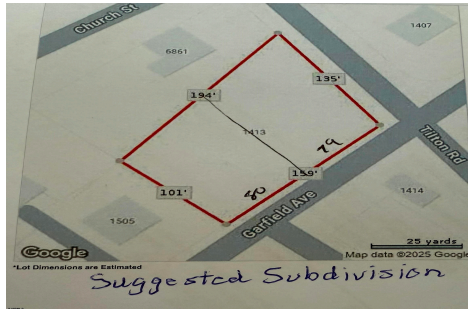 Church St
1407
6861
135'
194'
1413
Tilton Rd
79
159'
101'
80
1414
Garfield Ave
1505
25 yards
Google
Map data ©2025 Google
*Lot Dimensions are Estimated
Suggested Subdivision